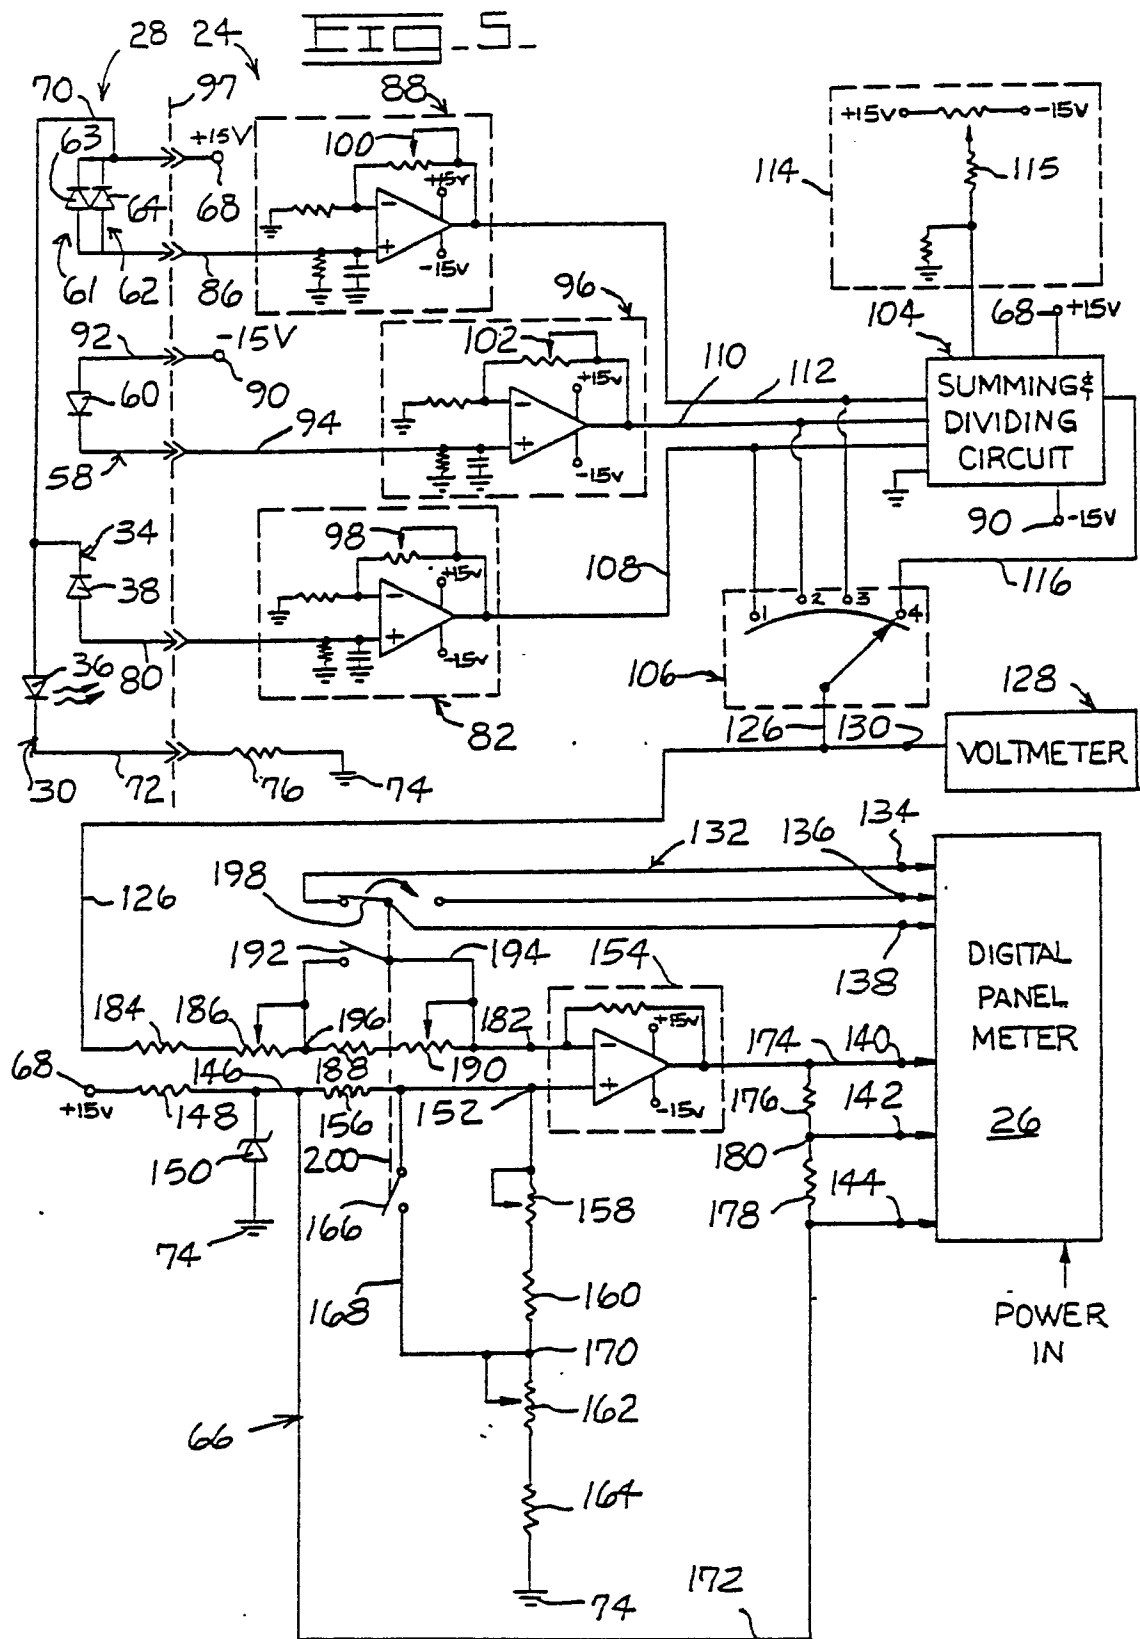 FIG_5_
28 24
70 97 88
63 +15V 100 +15V
64 68 −
61 62 86 + −15V
+15V −15V
114 115
92 −15V 96
60 90 102 +15V
58 94 − + −15V
110 112
104 68 +15V
SUMMING &
DIVIDING
CIRCUIT
90 −15V
34 98 +15V
38 − + −15V
108 116
1 2 3 4
36 80 82 106
30 72 76 74
126 130 128
VOLTMETER
132 136 134
126 198
192 194 154 138
DIGITAL
PANEL
METER
26
184 186 196 182 +15V
68 146 188 190 − 174 140
+15V 148 156 152 + −15V 176 142
150 200 180
74 166 158 178 144
168 160
POWER
IN
170
66 162
164
172
74